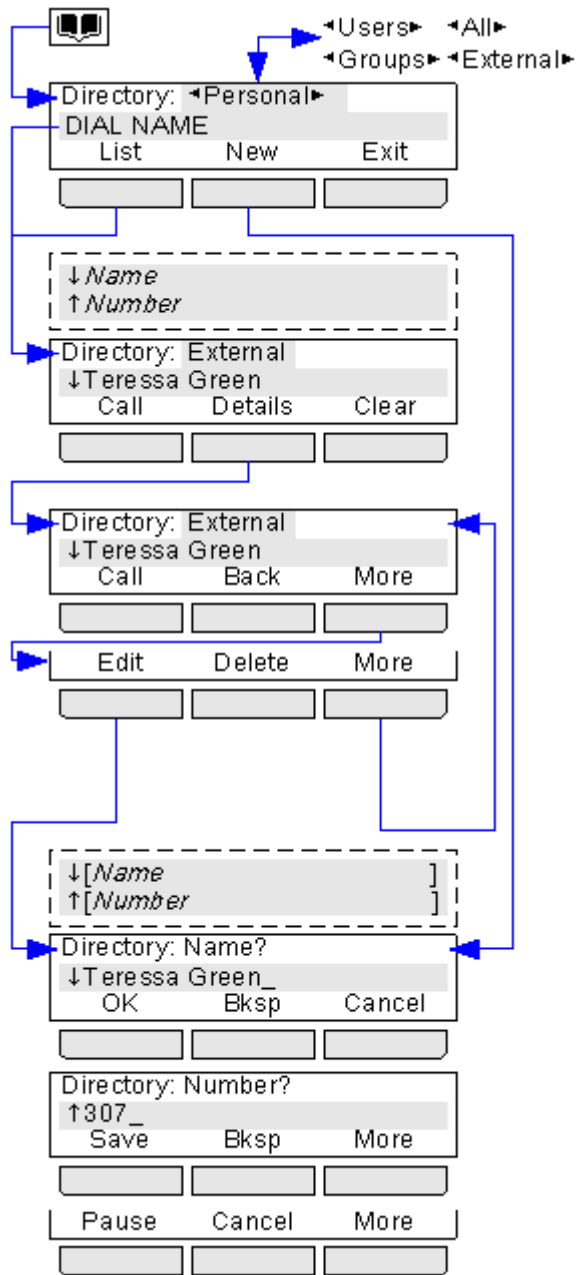 ◄Users► ◄All►
◄Groups► ◄External►
Directory: ◄Personal►
DIAL NAME
List New Exit
↓Name
↑Number
Directory: External
↓Teressa Green
Call Details Clear
Directory: External
↓Teressa Green
Call Back More
Edit Delete More
↓[Name ]
↑[Number ]
Directory: Name?
↓Teressa Green_
OK Bksp Cancel
Directory: Number?
↑307_
Save Bksp More
Pause Cancel More